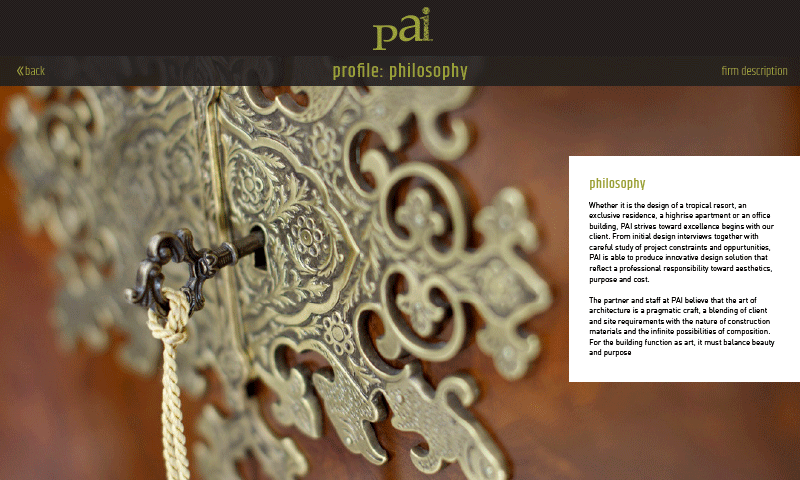 pai
« back
profile: philosophy
firm description
philosophy
Whether it is the design of a tropical resort, an
exclusive residence, a highrise apartment or an office
building, PAI strives toward excellence begins with our
client. From initial design interviews together with
careful study of project constraints and oppurtunities,
PAI is able to produce innovative design solution that
reflect a professional responsibility toward aesthetics,
purpose and cost.
The partner and staff at PAI believe that the art of
architecture is a pragmatic craft, a blending of client
and site requirements with the nature of construction
materials and the infinite possibilities of composition.
For the building function as art, it must balance beauty
and purpose